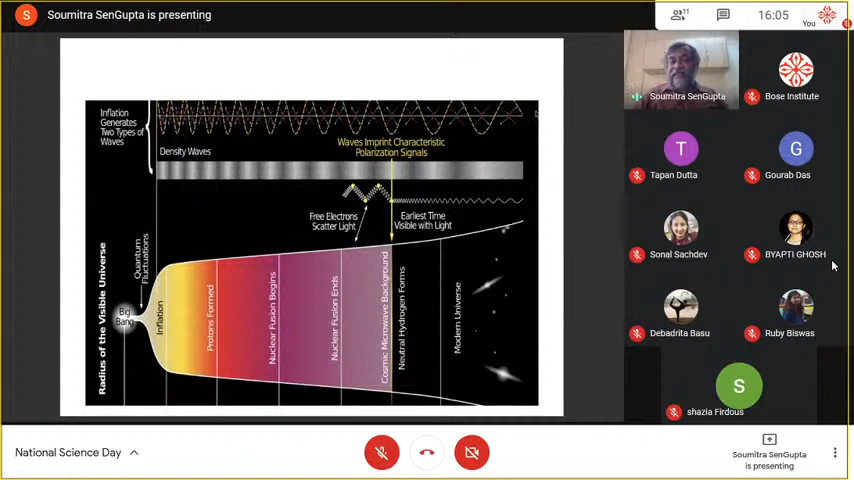 S
Soumitra SenGupta is presenting
11
16:05
You
Inflation
Generates
Two Types of
Waves
Waves Imprint Characteristic
Polarization Signals
Density Waves
Free Electrons
Scatter Light
Earliest Time
Visible with Light
Radius of the Visible Universe
Quantum
Fluctuations
Big
Bang
Inflation
Protons Formed
Nuclear Fusion Begins
Nuclear Fusion Ends
Cosmic Microwave Background
Neutral Hydrogen Forms
Modern Universe
Soumitra SenGupta
Bose Institute
T
Tapan Dutta
G
Gourab Das
Sonal Sachdev
BYAPTI GHOSH
Debadrita Basu
Ruby Biswas
S
shazia Firdous
National Science Day
Soumitra SenGupta
is presenting